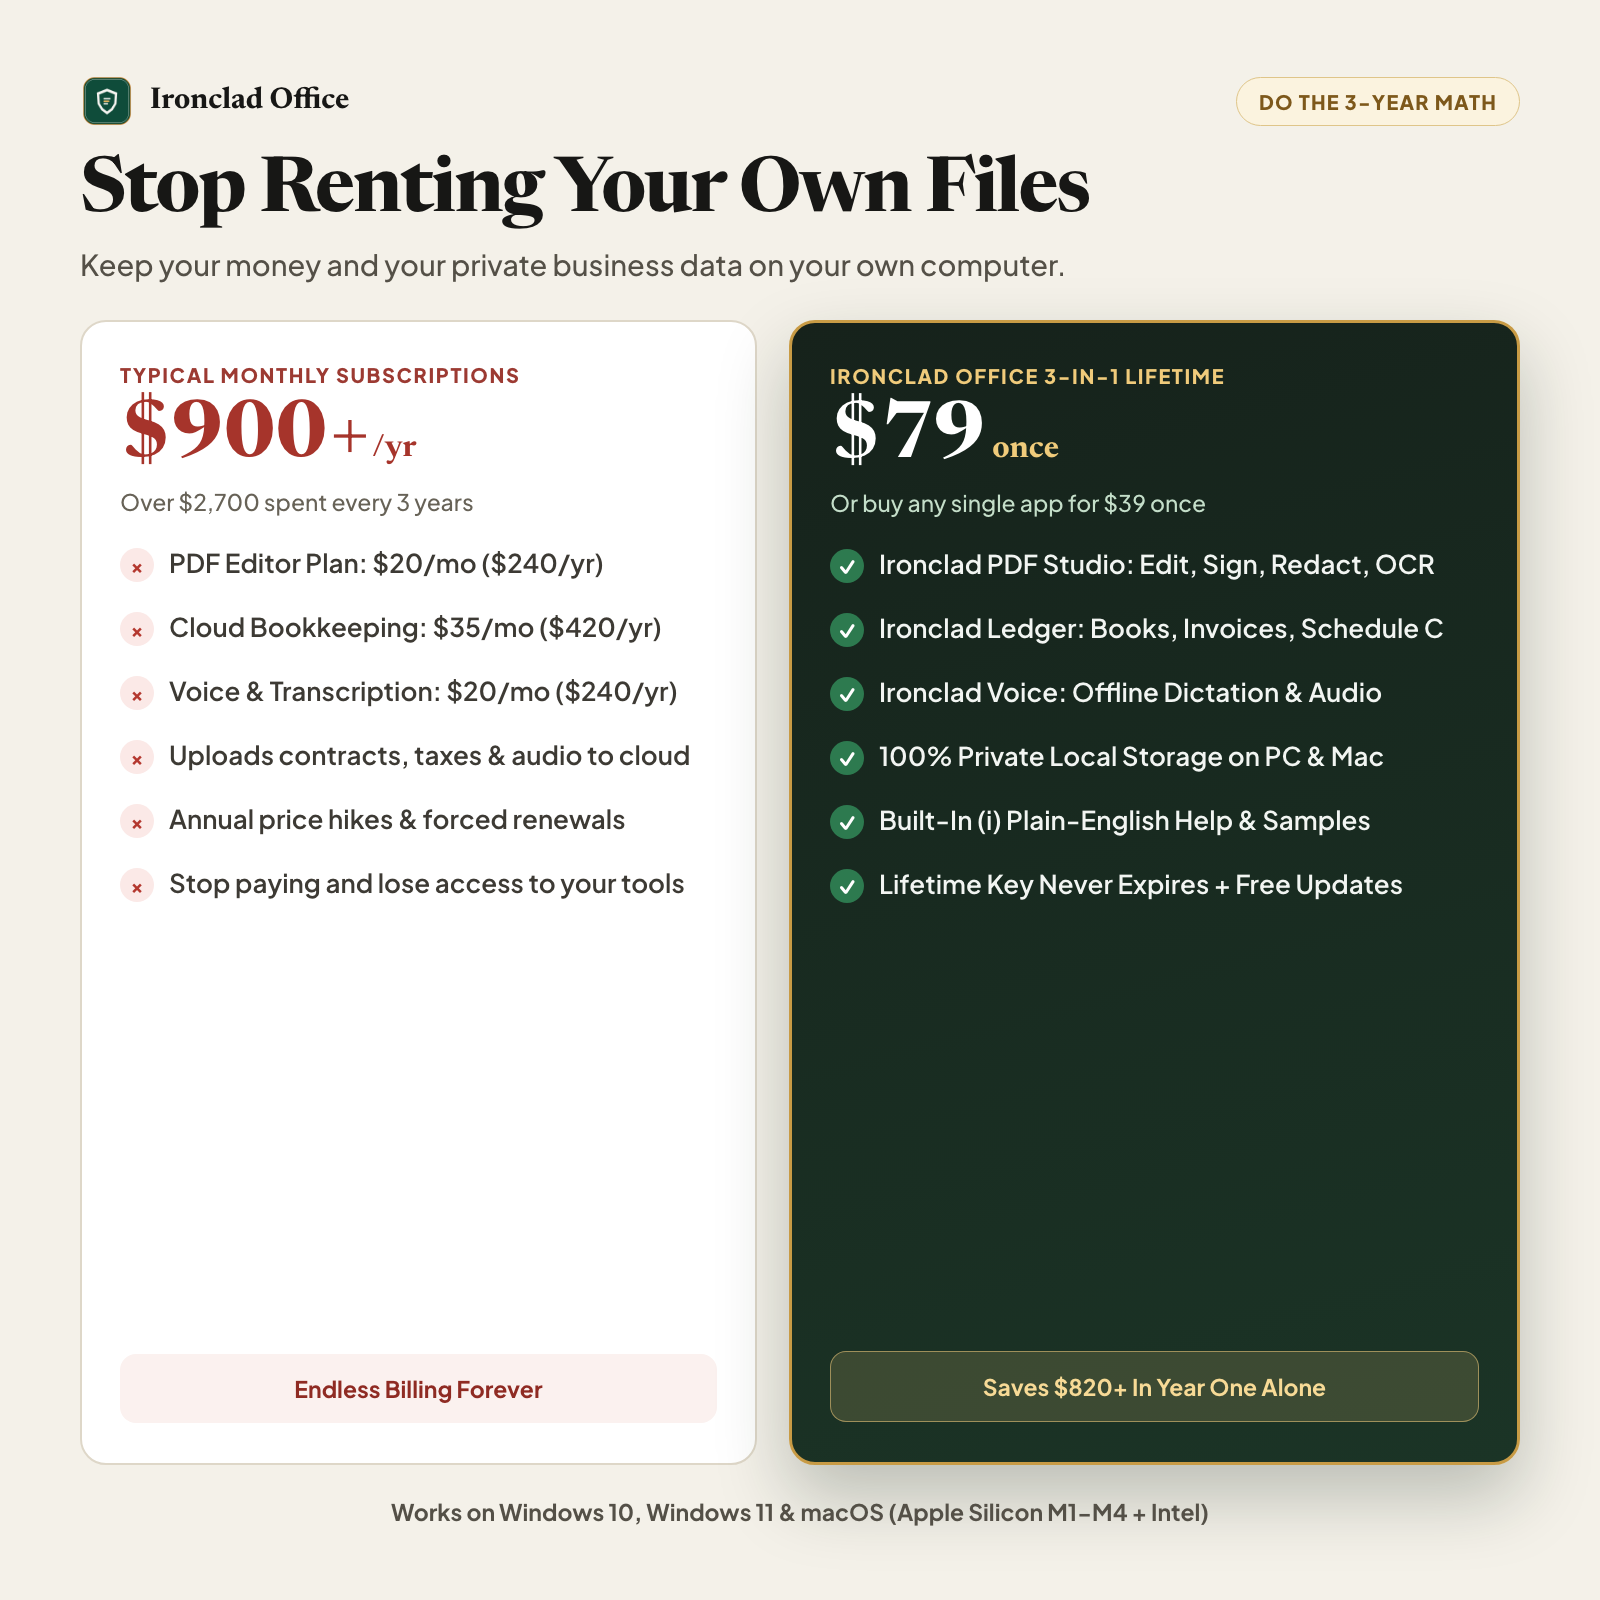 Ironclad Office
DO THE 3-YEAR MATH
Stop Renting Your Own Files
Keep your money and your private business data on your own computer.
TYPICAL MONTHLY SUBSCRIPTIONS
$900+/yr
Over $2,700 spent every 3 years
× PDF Editor Plan: $20/mo ($240/yr)
× Cloud Bookkeeping: $35/mo ($420/yr)
× Voice & Transcription: $20/mo ($240/yr)
× Uploads contracts, taxes & audio to cloud
× Annual price hikes & forced renewals
× Stop paying and lose access to your tools
Endless Billing Forever
IRONCLAD OFFICE 3-IN-1 LIFETIME
$79 once
Or buy any single app for $39 once
✓ Ironclad PDF Studio: Edit, Sign, Redact, OCR
✓ Ironclad Ledger: Books, Invoices, Schedule C
✓ Ironclad Voice: Offline Dictation & Audio
✓ 100% Private Local Storage on PC & Mac
✓ Built-In (i) Plain-English Help & Samples
✓ Lifetime Key Never Expires + Free Updates
Saves $820+ In Year One Alone
Works on Windows 10, Windows 11 & macOS (Apple Silicon M1-M4 + Intel)